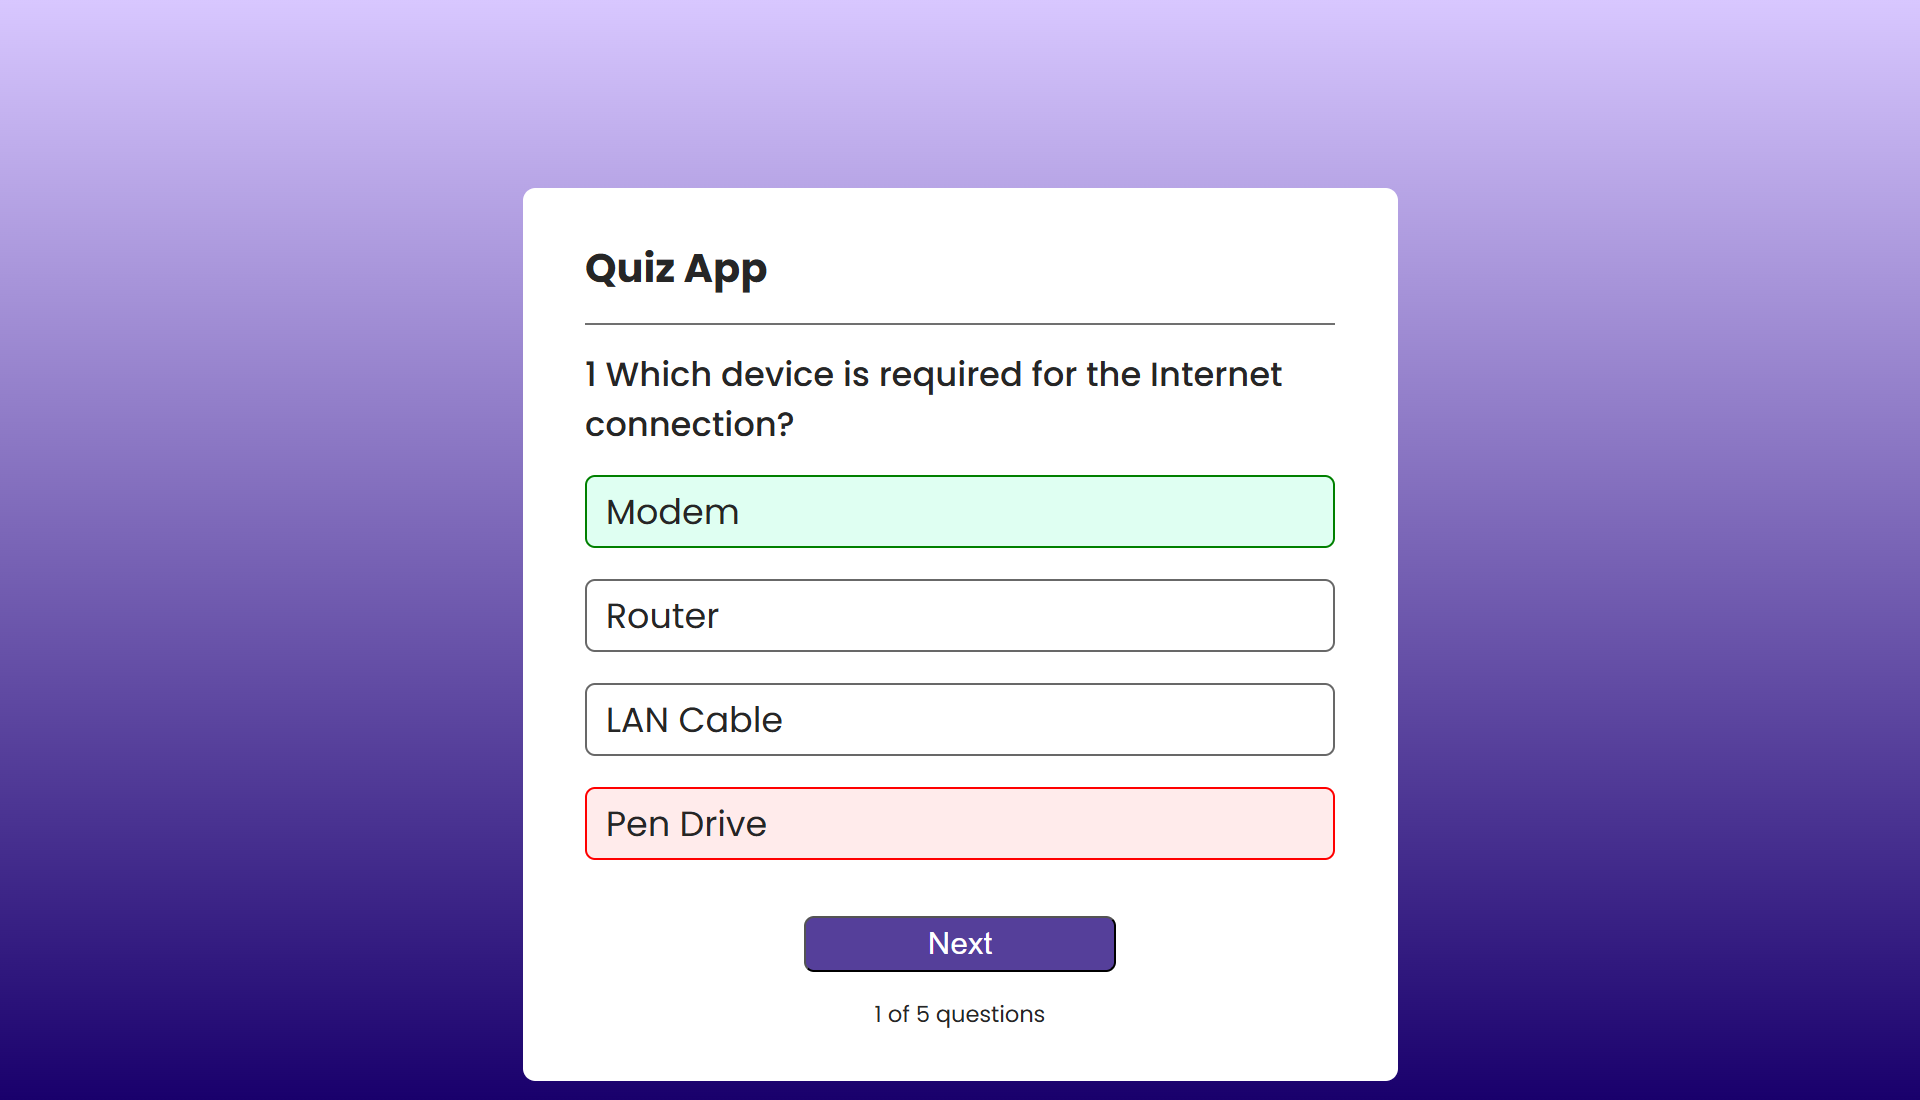 Quiz App
1 Which device is required for the Internet
connection?
Modem
Router
LAN Cable
Pen Drive
Next
1 of 5 questions